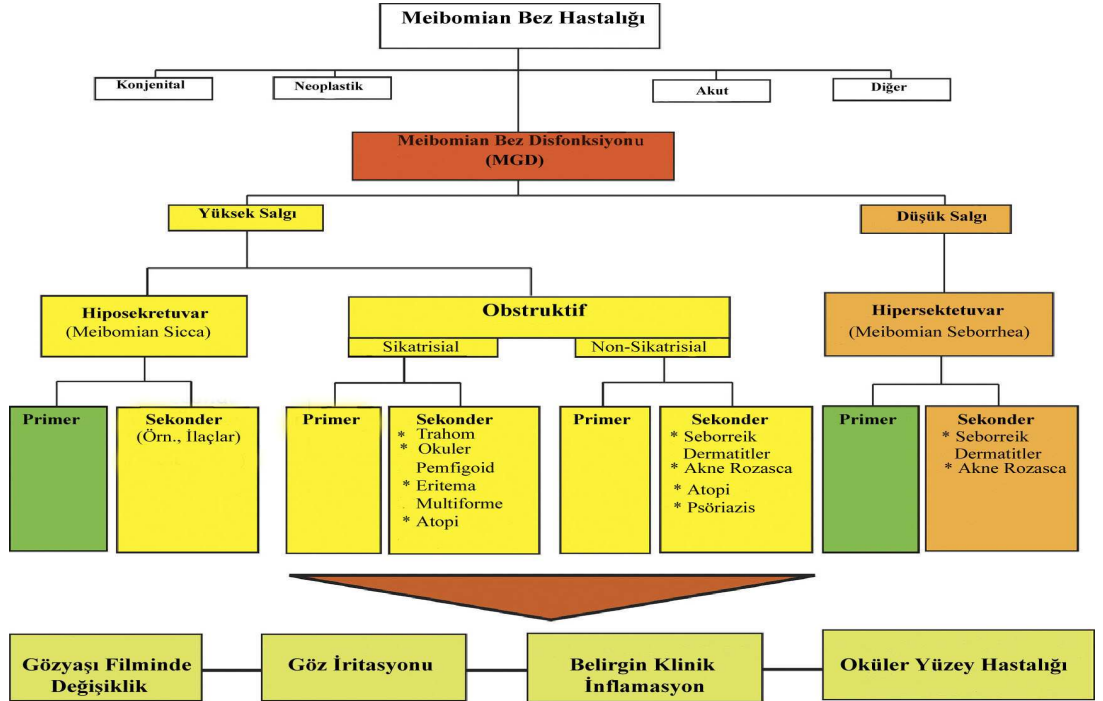 Meibomian Bez Hastalığı
Konjenital
Neoplastik
Akut
Diğer
Meibomian Bez Disfonksiyonu
(MGD)
Yüksek Salgı
Düşük Salgı
Hiposekretuvar
(Meibomian Sicca)
Obstruktif
Sikatrisial
Non-Sikatrisial
Hipersektetuvar
(Meibomian Seborrhea)
Primer
Sekonder
(Örn., İlaçlar)
Primer
Sekonder
* Trahom
* Okuler
Pemfigoid
* Eritema
Multiforme
* Atopi
Primer
Sekonder
* Seboreik
Dermatitler
* Akne Rozasca
* Atopi
* Psöriazis
Primer
Sekonder
* Seboreik
Dermatitler
* Akne Rozasca
Gözyaşı Filminde
Değişiklik
Göz İritasyonu
Belirgin Klinik
İnflamasyon
Oküler Yüzey Hastalığı